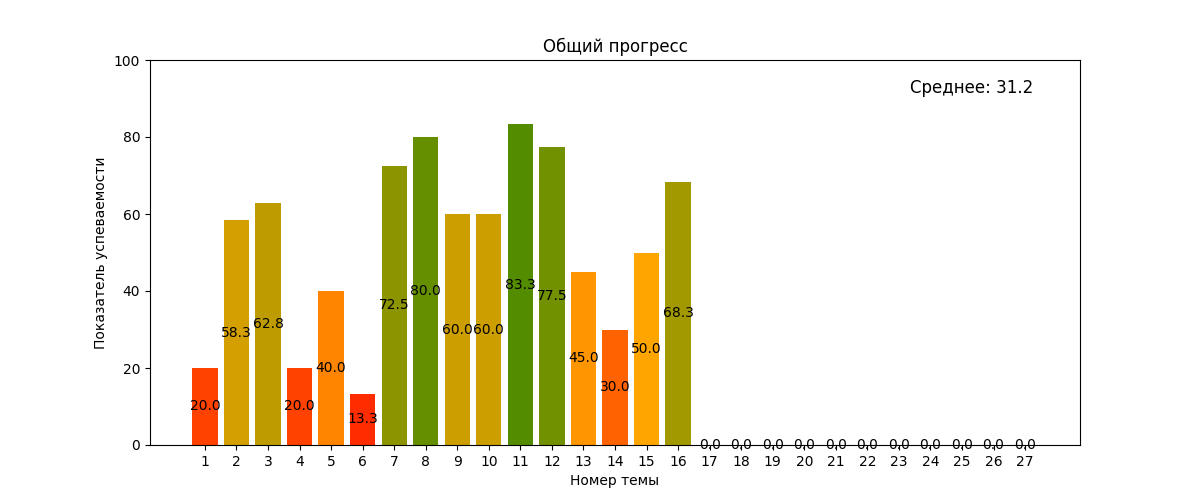 Общий прогресс
Среднее: 31.2
Показатель успеваемости
100
80
60
40
20
0
20.0 58.3 62.8 20.0 40.0 13.3 72.5 80.0 60.0 60.0 83.3 77.5 45.0 30.0 50.0 68.3 0.0 0.0 0.0 0.0 0.0 0.0 0.0 0.0 0.0 0.0 0.0
1 2 3 4 5 6 7 8 9 10 11 12 13 14 15 16 17 18 19 20 21 22 23 24 25 26 27
Номер темы